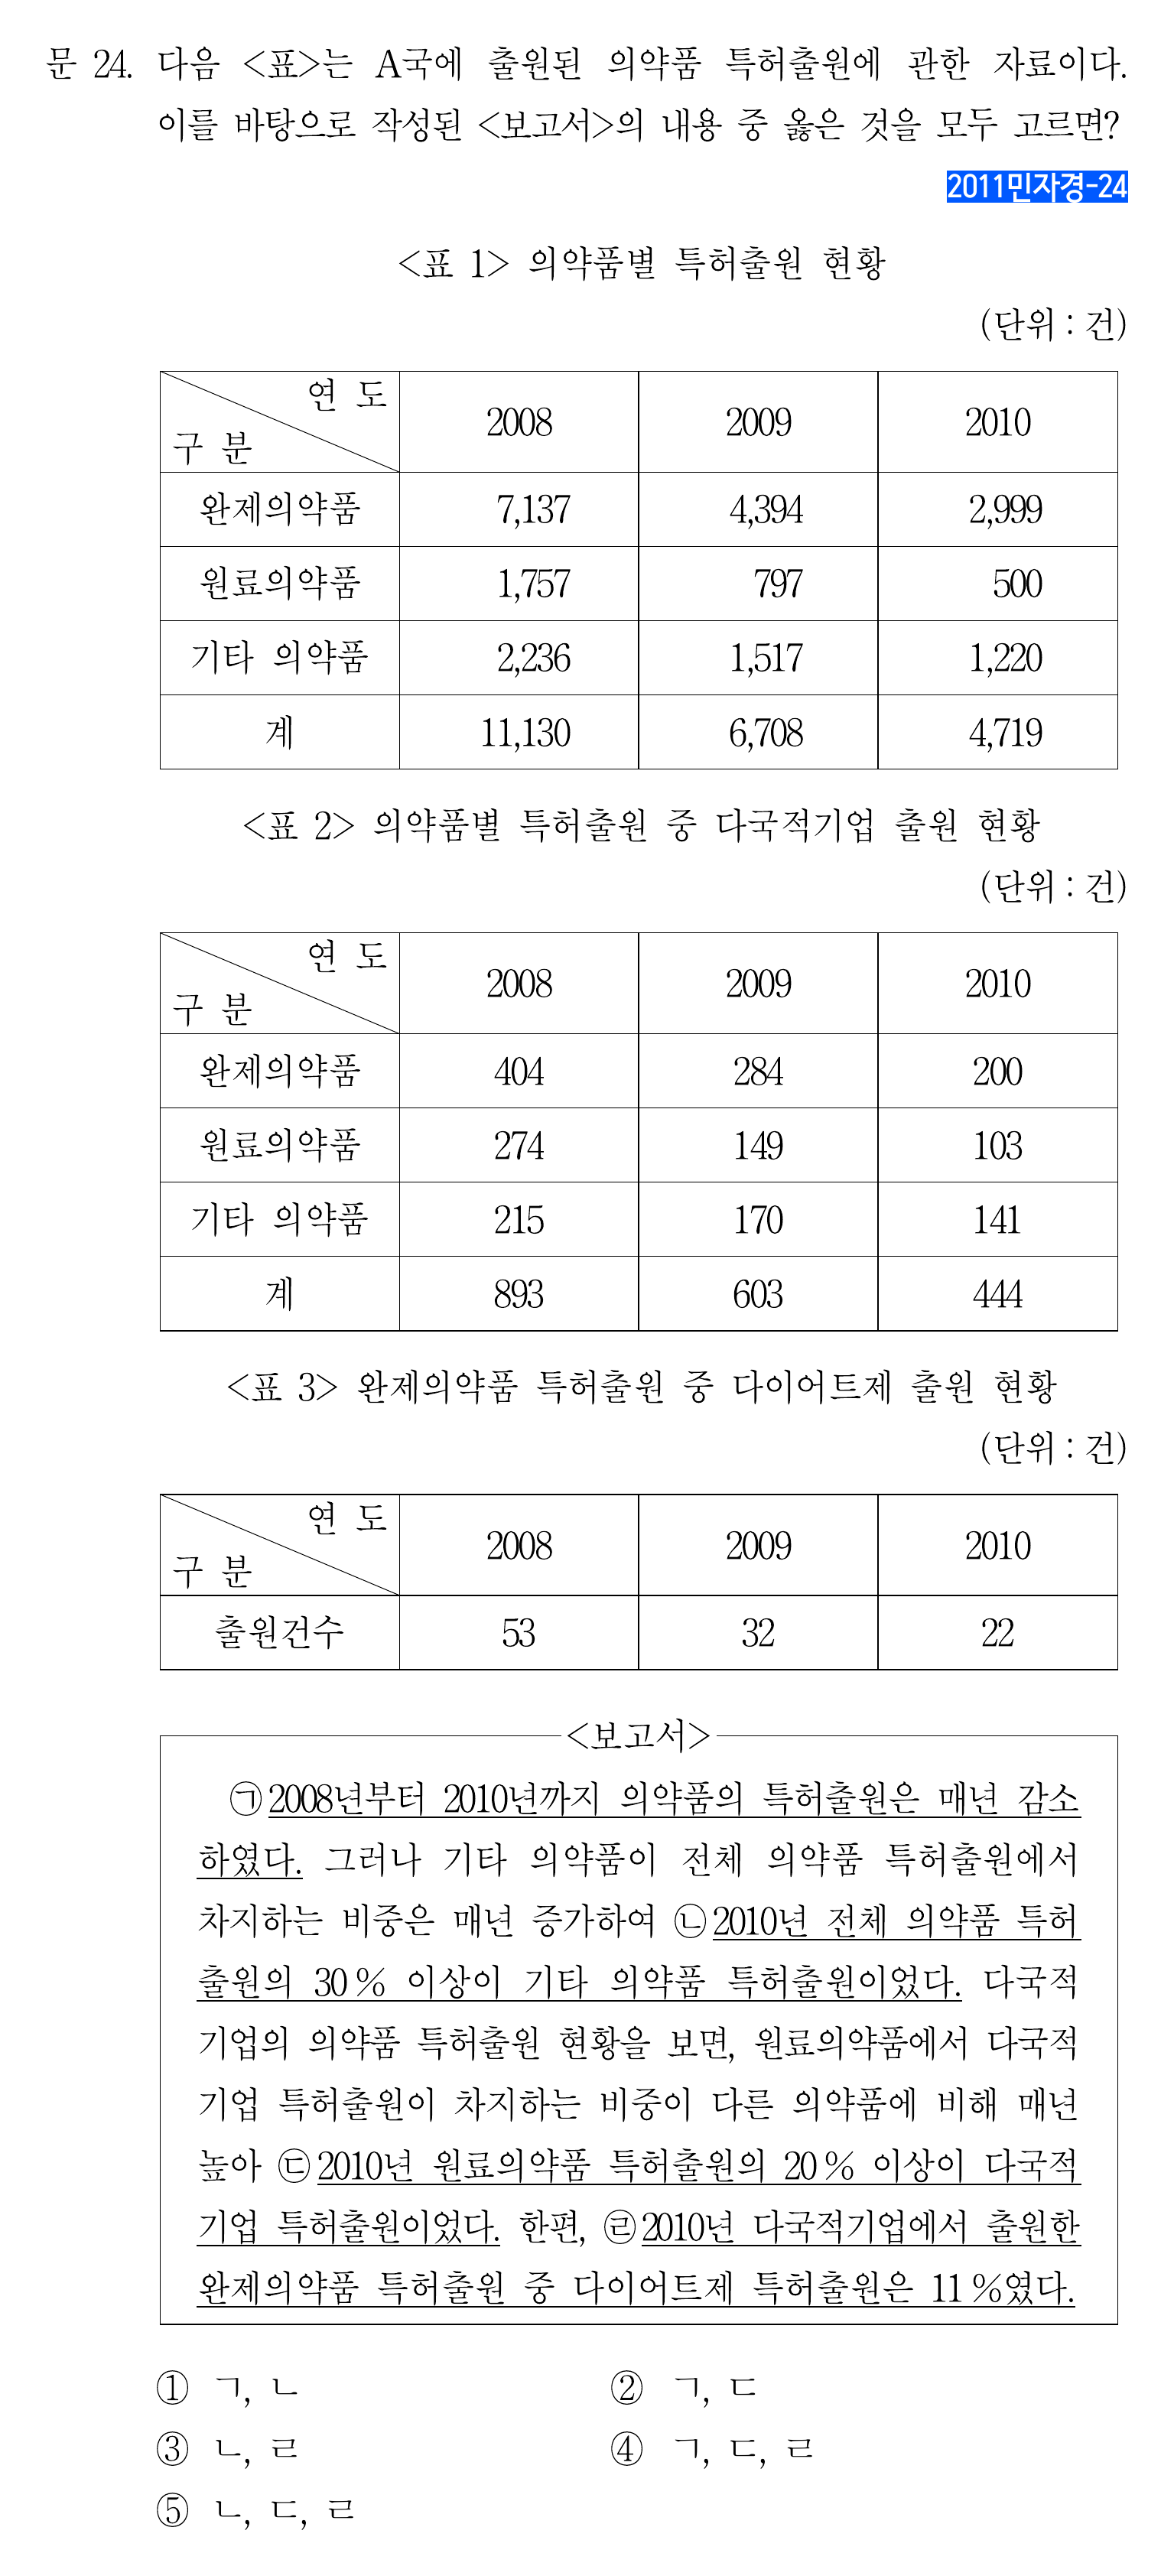 문 24. 다음 <표>는 A국에 출원된 의약품 특허출원에 관한 자료이다.
이를 바탕으로 작성된 <보고서>의 내용 중 옳은 것을 모두 고르면?
2011민자경-24
<표 1> 의약품별 특허출원 현황
(단위 : 건)
연 도
구 분
2008 2009 2010
완제의약품 7,137 4,394 2,999
원료의약품 1,757 797 500
기타 의약품 2,236 1,517 1,220
계 11,130 6,708 4,719
<표 2> 의약품별 특허출원 중 다국적기업 출원 현황
(단위 : 건)
연 도
구 분
2008 2009 2010
완제의약품 404 284 200
원료의약품 274 149 103
기타 의약품 215 170 141
계 893 603 444
<표 3> 완제의약품 특허출원 중 다이어트제 출원 현황
(단위 : 건)
연 도
구 분
2008 2009 2010
출원건수 53 32 22
<보고서>
㉠2008년부터 2010년까지 의약품의 특허출원은 매년 감소
하였다. 그러나 기타 의약품이 전체 의약품 특허출원에서
차지하는 비중은 매년 증가하여 ㉡2010년 전체 의약품 특허
출원의 30% 이상이 기타 의약품 특허출원이었다. 다국적
기업의 의약품 특허출원 현황을 보면, 원료의약품에서 다국적
기업 특허출원이 차지하는 비중이 다른 의약품에 비해 매년
높아 ㉢2010년 원료의약품 특허출원의 20% 이상이 다국적
기업 특허출원이었다. 한편, ㉣2010년 다국적기업에서 출원한
완제의약품 특허출원 중 다이어트제 특허출원은 11%였다.
① ㄱ, ㄴ ② ㄱ, ㄷ
③ ㄴ, ㄹ ④ ㄱ, ㄷ, ㄹ
⑤ ㄴ, ㄷ, ㄹ